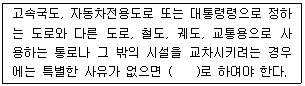 고속국도, 자동차전용도로 또는 대통령령으로 정하
는 도로와 다른 도로, 철도, 궤도, 교통용으로 사
용하는 통로나 그 밖의 시설을 교차시키려는 경우
에는 특별한 사유가 없으면 (    )로 하여야 한다.